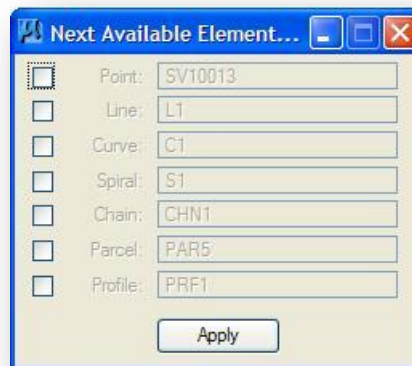 Next Available Element...
Point: SV10013
Line: L1
Curve: C1
Spiral: S1
Chain: CHN1
Parcel: PAR5
Profile: PRF1
Apply